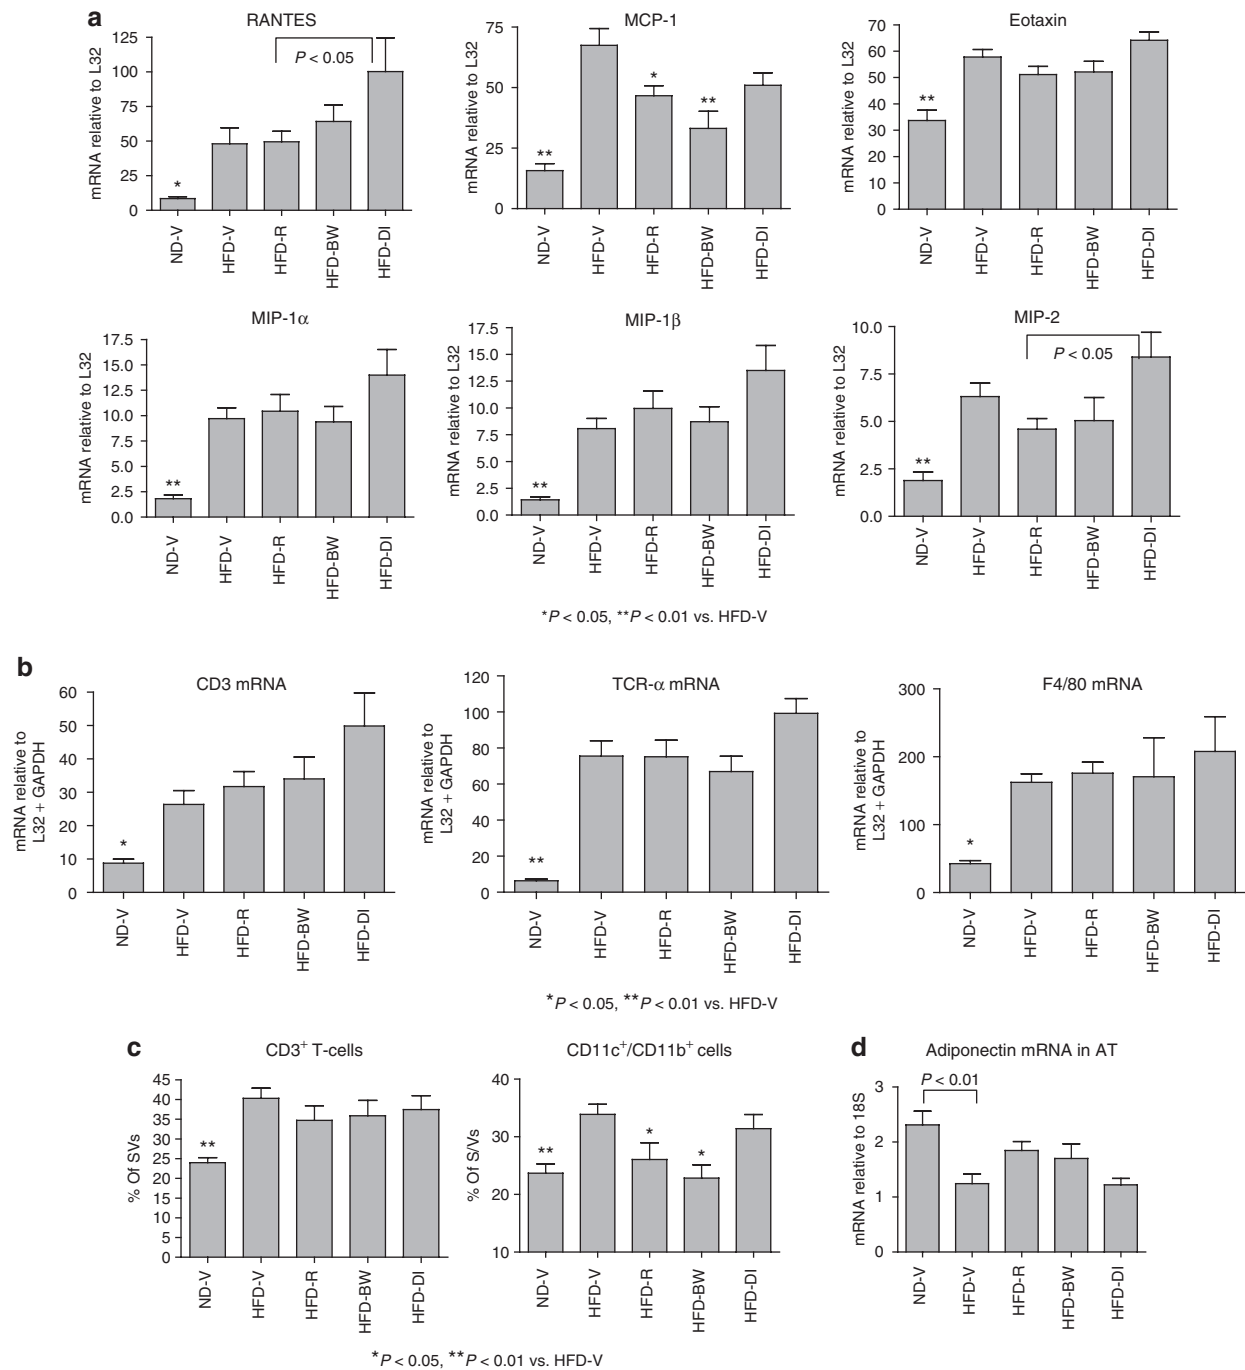 a
RANTES
mRNA relative to L32
125
100
75
50
25
0
P < 0.05
*
ND-V
HFD-V
HFD-R
HFD-BW
HFD-DI
MCP-1
mRNA relative to L32
75
50
25
0
**
*
**
ND-V
HFD-V
HFD-R
HFD-BW
HFD-DI
Eotaxin
mRNA relative to L32
70
60
50
40
30
20
10
0
**
ND-V
HFD-V
HFD-R
HFD-BW
HFD-DI
MIP-1α
mRNA relative to L32
17.5
15.0
12.5
10.0
7.5
5.0
2.5
0.0
**
ND-V
HFD-V
HFD-R
HFD-BW
HFD-DI
MIP-1β
mRNA relative to L32
17.5
15.0
12.5
10.0
7.5
5.0
2.5
0.0
**
ND-V
HFD-V
HFD-R
HFD-BW
HFD-DI
MIP-2
mRNA relative to L32
10.0
7.5
5.0
2.5
0.0
P < 0.05
**
ND-V
HFD-V
HFD-R
HFD-BW
HFD-DI
*P < 0.05, **P < 0.01 vs. HFD-V
b
CD3 mRNA
mRNA relative to
L32 + GAPDH
60
50
40
30
20
10
0
*
ND-V
HFD-V
HFD-R
HFD-BW
HFD-DI
TCR-α mRNA
mRNA relative to
L32 + GAPDH
120
100
80
60
40
20
0
**
ND-V
HFD-V
HFD-R
HFD-BW
HFD-DI
F4/80 mRNA
mRNA relative to
L32 + GAPDH
300
200
100
0
*
ND-V
HFD-V
HFD-R
HFD-BW
HFD-DI
*P < 0.05, **P < 0.01 vs. HFD-V
c
CD3⁺ T-cells
% Of SVs
45
40
35
30
25
20
15
10
5
0
**
ND-V
HFD-V
HFD-R
HFD-BW
HFD-DI
CD11c⁺/CD11b⁺ cells
% Of S/Vs
40
30
20
10
**
*
*
ND-V
HFD-V
HFD-R
HFD-BW
HFD-DI
*P < 0.05, **P < 0.01 vs. HFD-V
d
Adiponectin mRNA in AT
mRNA relative to 18S
3
2
1
0
P < 0.01
ND-V
HFD-V
HFD-R
HFD-BW
HFD-DI